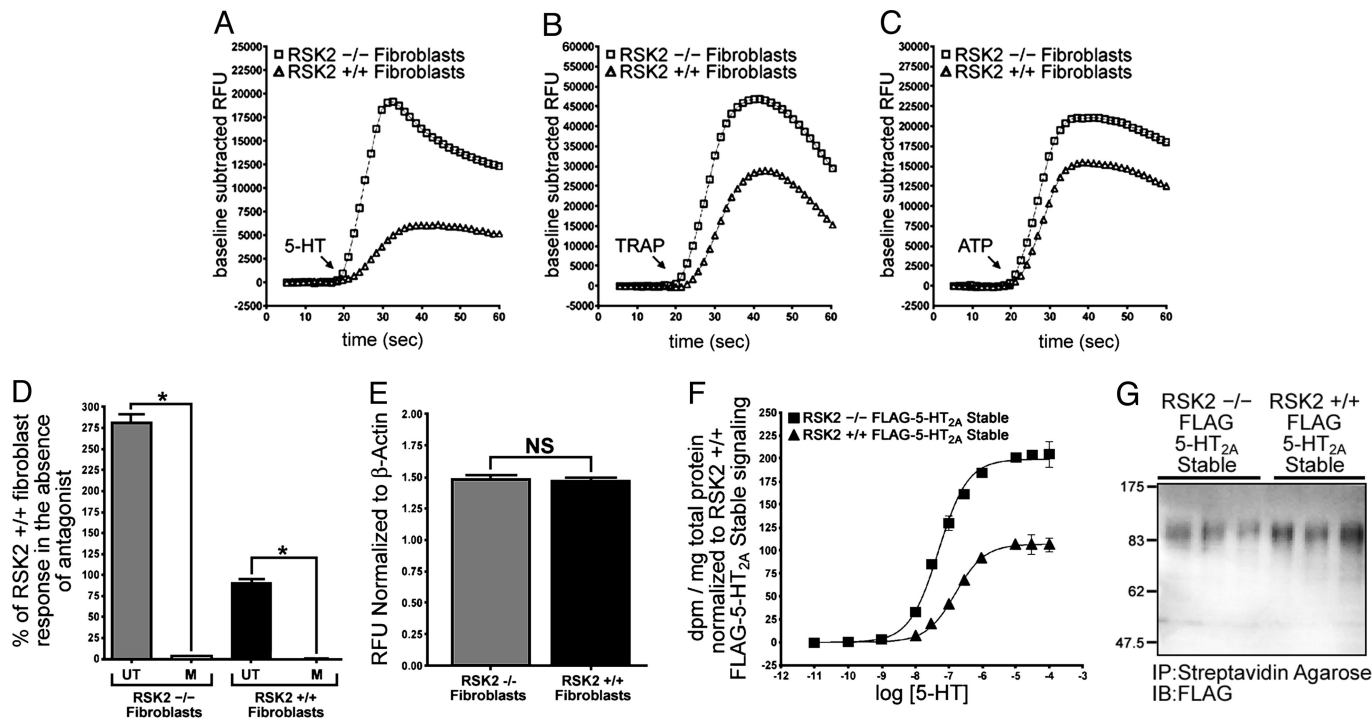 A
RSK2 −/− Fibroblasts
RSK2 +/+ Fibroblasts
baseline subtracted RFU
25000
22500
20000
17500
15000
12500
10000
7500
5000
2500
0
-2500
5-HT
0 10 20 30 40 50 60
time (sec)
B
RSK2 −/− Fibroblasts
RSK2 +/+ Fibroblasts
baseline subtracted RFU
60000
55000
50000
45000
40000
35000
30000
25000
20000
15000
10000
5000
0
-5000
TRAP
0 10 20 30 40 50 60
time (sec)
C
RSK2 −/− Fibroblasts
RSK2 +/+ Fibroblasts
baseline subtracted RFU
30000
27500
25000
22500
20000
17500
15000
12500
10000
7500
5000
2500
0
-2500
ATP
0 10 20 30 40 50 60
time (sec)
D
% of RSK2 +/+ fibroblast
response in the absence
of antagonist
300
275
250
225
200
175
150
125
100
75
50
25
0
*
*
UT M UT M
RSK2 −/−
Fibroblasts
RSK2 +/+
Fibroblasts
E
RFU Normalized to β-Actin
2.00
1.75
1.50
1.25
1.00
0.75
0.50
0.25
0.00
NS
RSK2 -/-
Fibroblasts
RSK2 +/+
Fibroblasts
F
dpm / mg total protein
normalized to RSK2 +/+
FLAG-5-HT2A Stable signaling
250
225
200
175
150
125
100
75
50
25
0
-25
RSK2 −/− FLAG-5-HT2A Stable
RSK2 +/+ FLAG-5-HT2A Stable
-12 -11 -10 -9 -8 -7 -6 -5 -4 -3
log [5-HT]
G
RSK2 −/−
FLAG
5-HT2A
Stable
RSK2 +/+
FLAG
5-HT2A
Stable
175
83
62
47.5
IP:Streptavidin Agarose
IB:FLAG